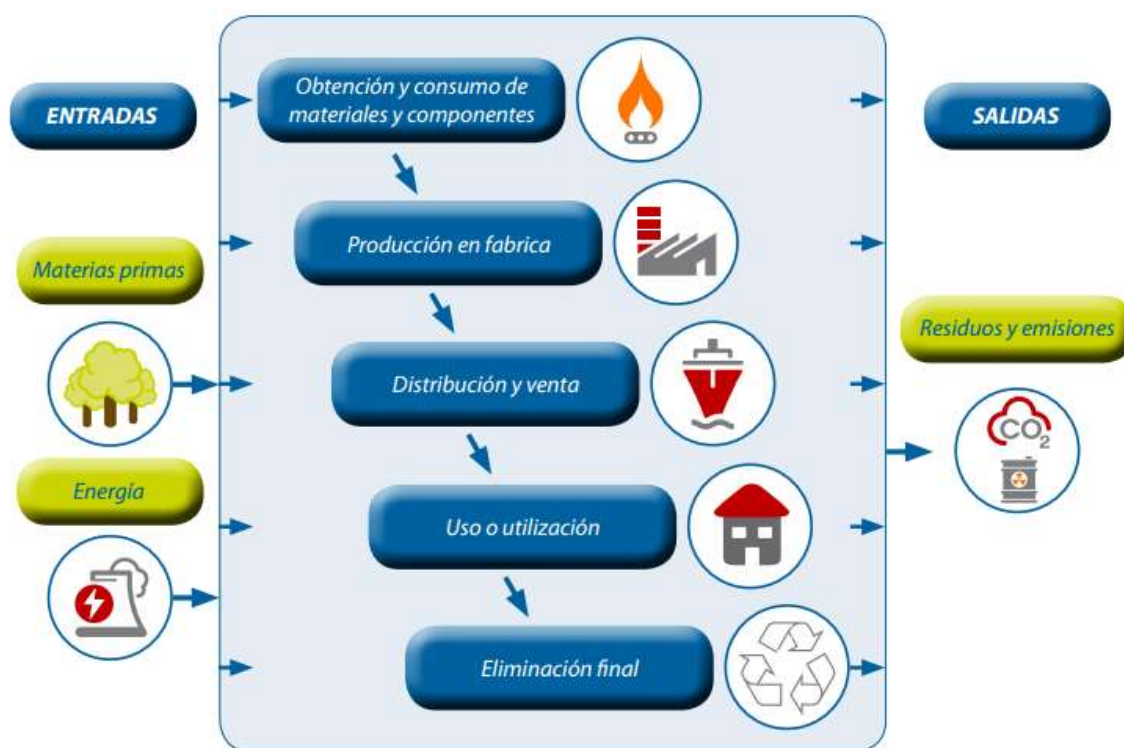 ENTRADAS
Materias primas
Energía
Obtención y consumo de
materiales y componentes
Producción en fabrica
Distribución y venta
Uso o utilización
Eliminación final
SALIDAS
Residuos y emisiones
CO2